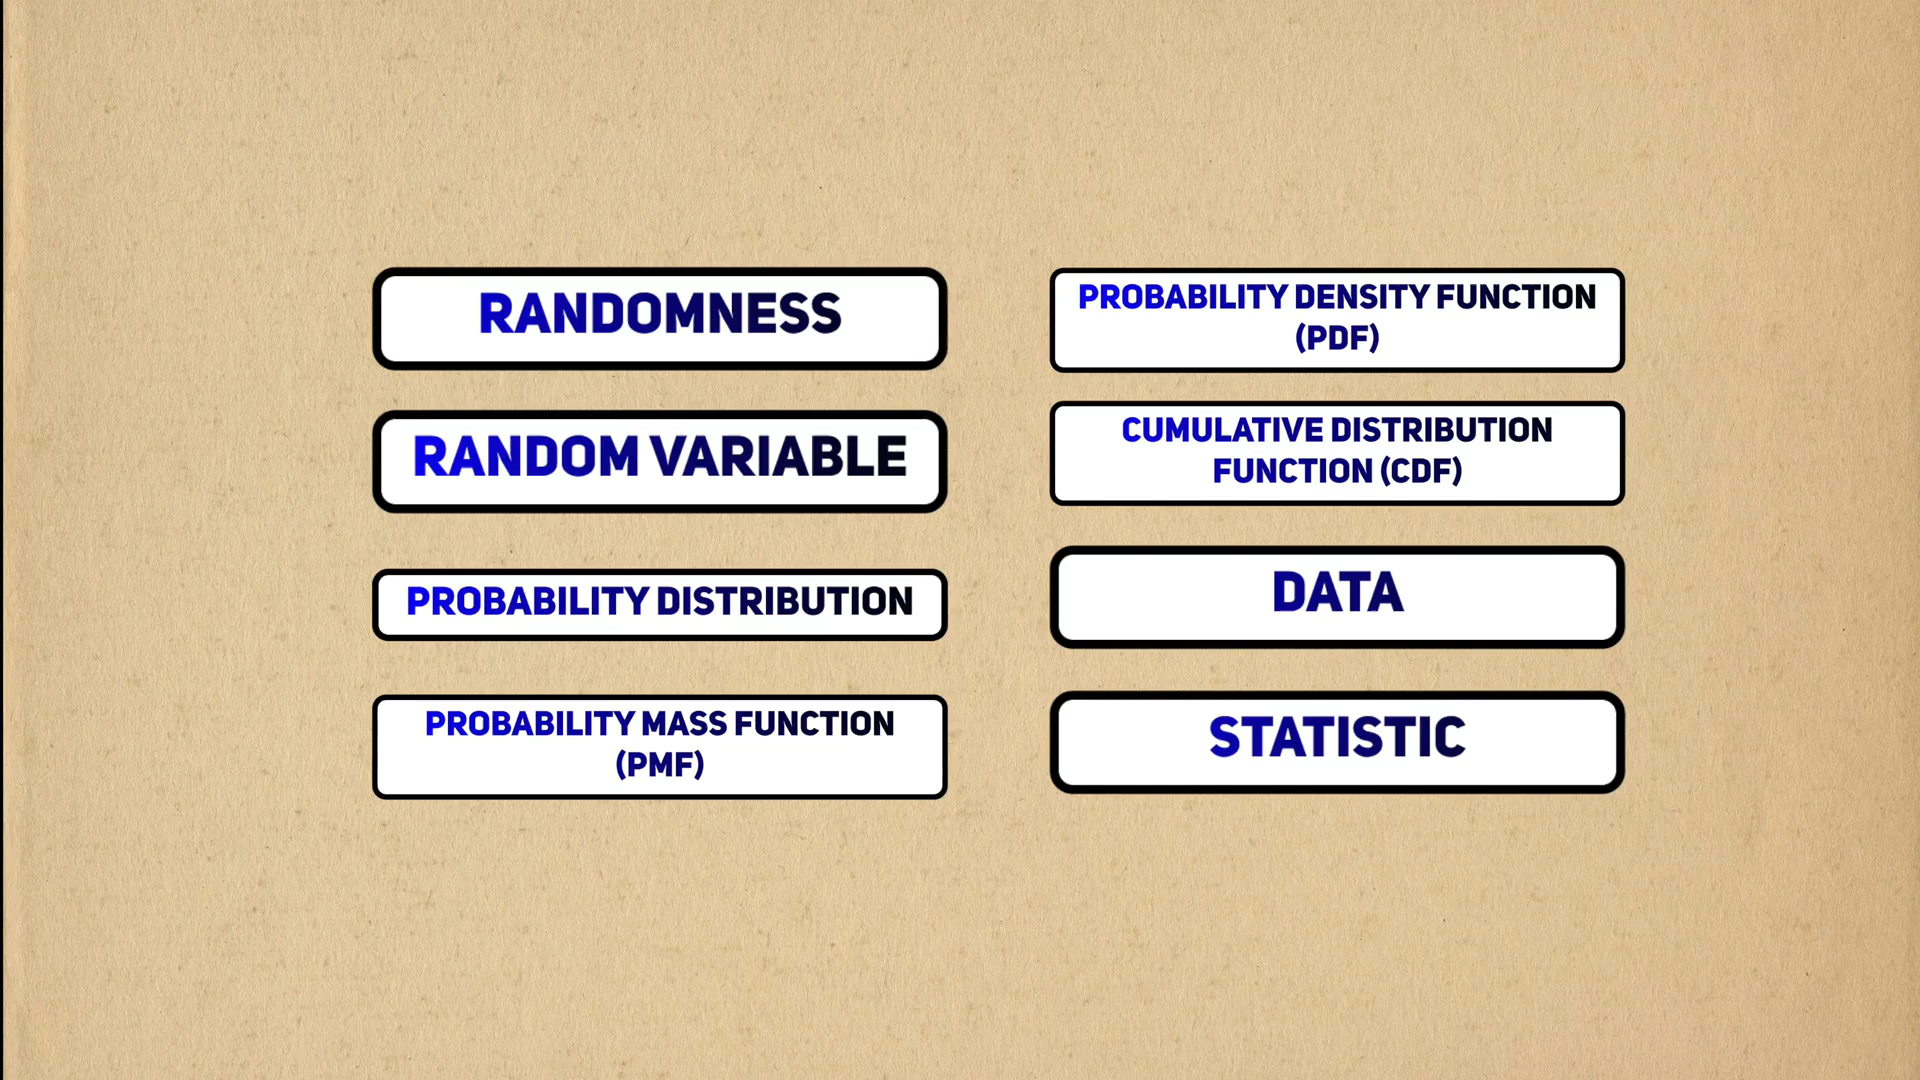 RANDOMNESS
RANDOM VARIABLE
PROBABILITY DISTRIBUTION
PROBABILITY MASS FUNCTION
(PMF)
PROBABILITY DENSITY FUNCTION
(PDF)
CUMULATIVE DISTRIBUTION
FUNCTION (CDF)
DATA
STATISTIC